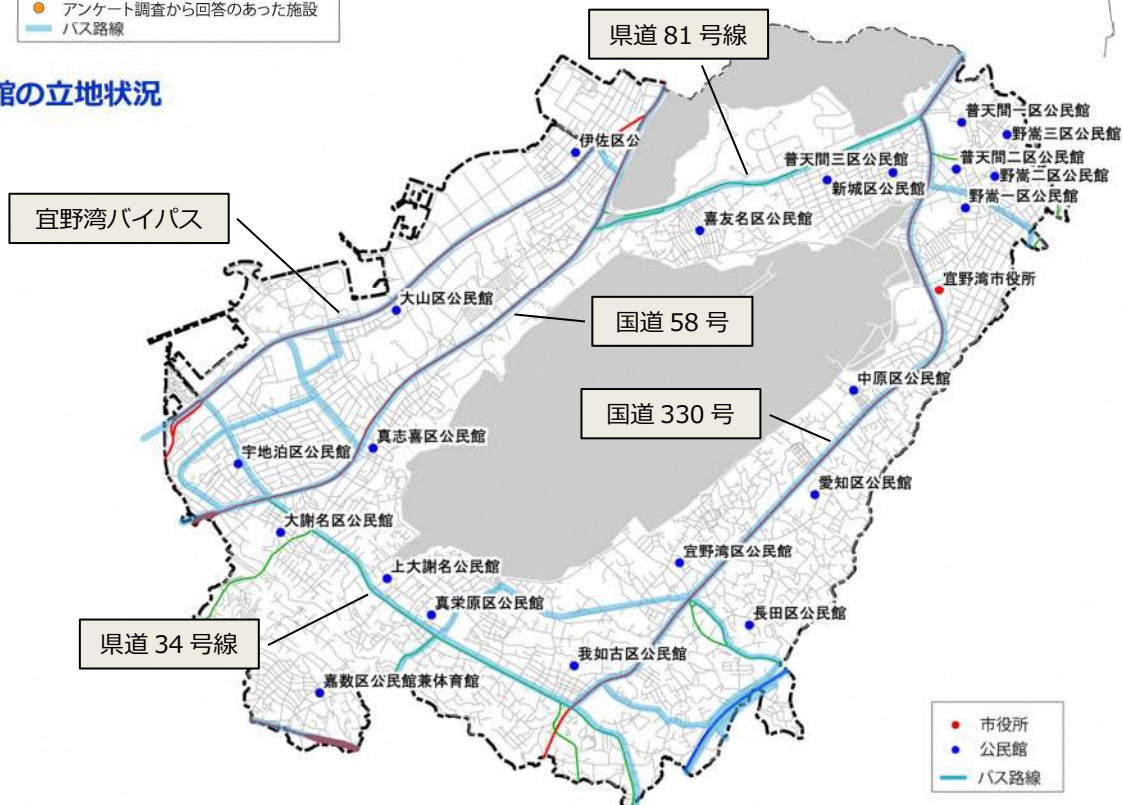 アンケート調査から回答のあった施設
バス路線
館の立地状況
県道 81 号線
普天間一区公民館
野嵩三区公民館
伊佐区公
普天間三区公民館
普天間二区公民館
野嵩二区公民館
新城区公民館
野嵩一区公民館
宜野湾バイパス
喜友名区公民館
宜野湾市役所
大山区公民館
国道 58 号
中原区公民館
国道 330 号
真志喜区公民館
宇地泊区公民館
愛知区公民館
大謝名区公民館
宜野湾区公民館
上大謝名公民館
真栄原区公民館
長田区公民館
県道 34 号線
我如古区公民館
嘉数区公民館兼体育館
市役所
公民館
バス路線